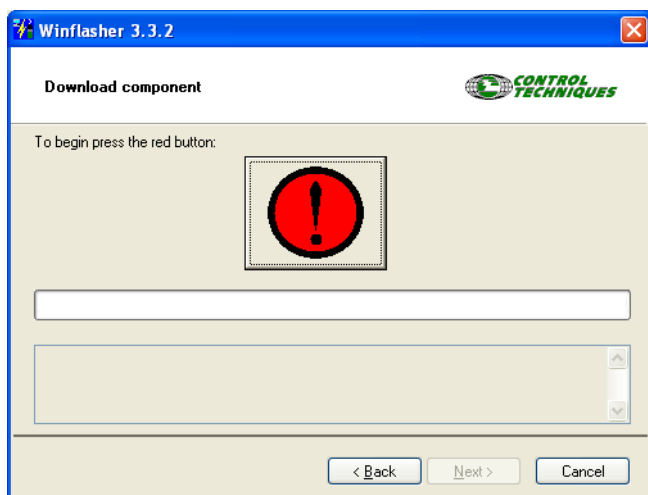 Winflasher 3.3.2
Download component
CONTROL
TECHNIQUES
To begin press the red button:
!
< Back
Next >
Cancel